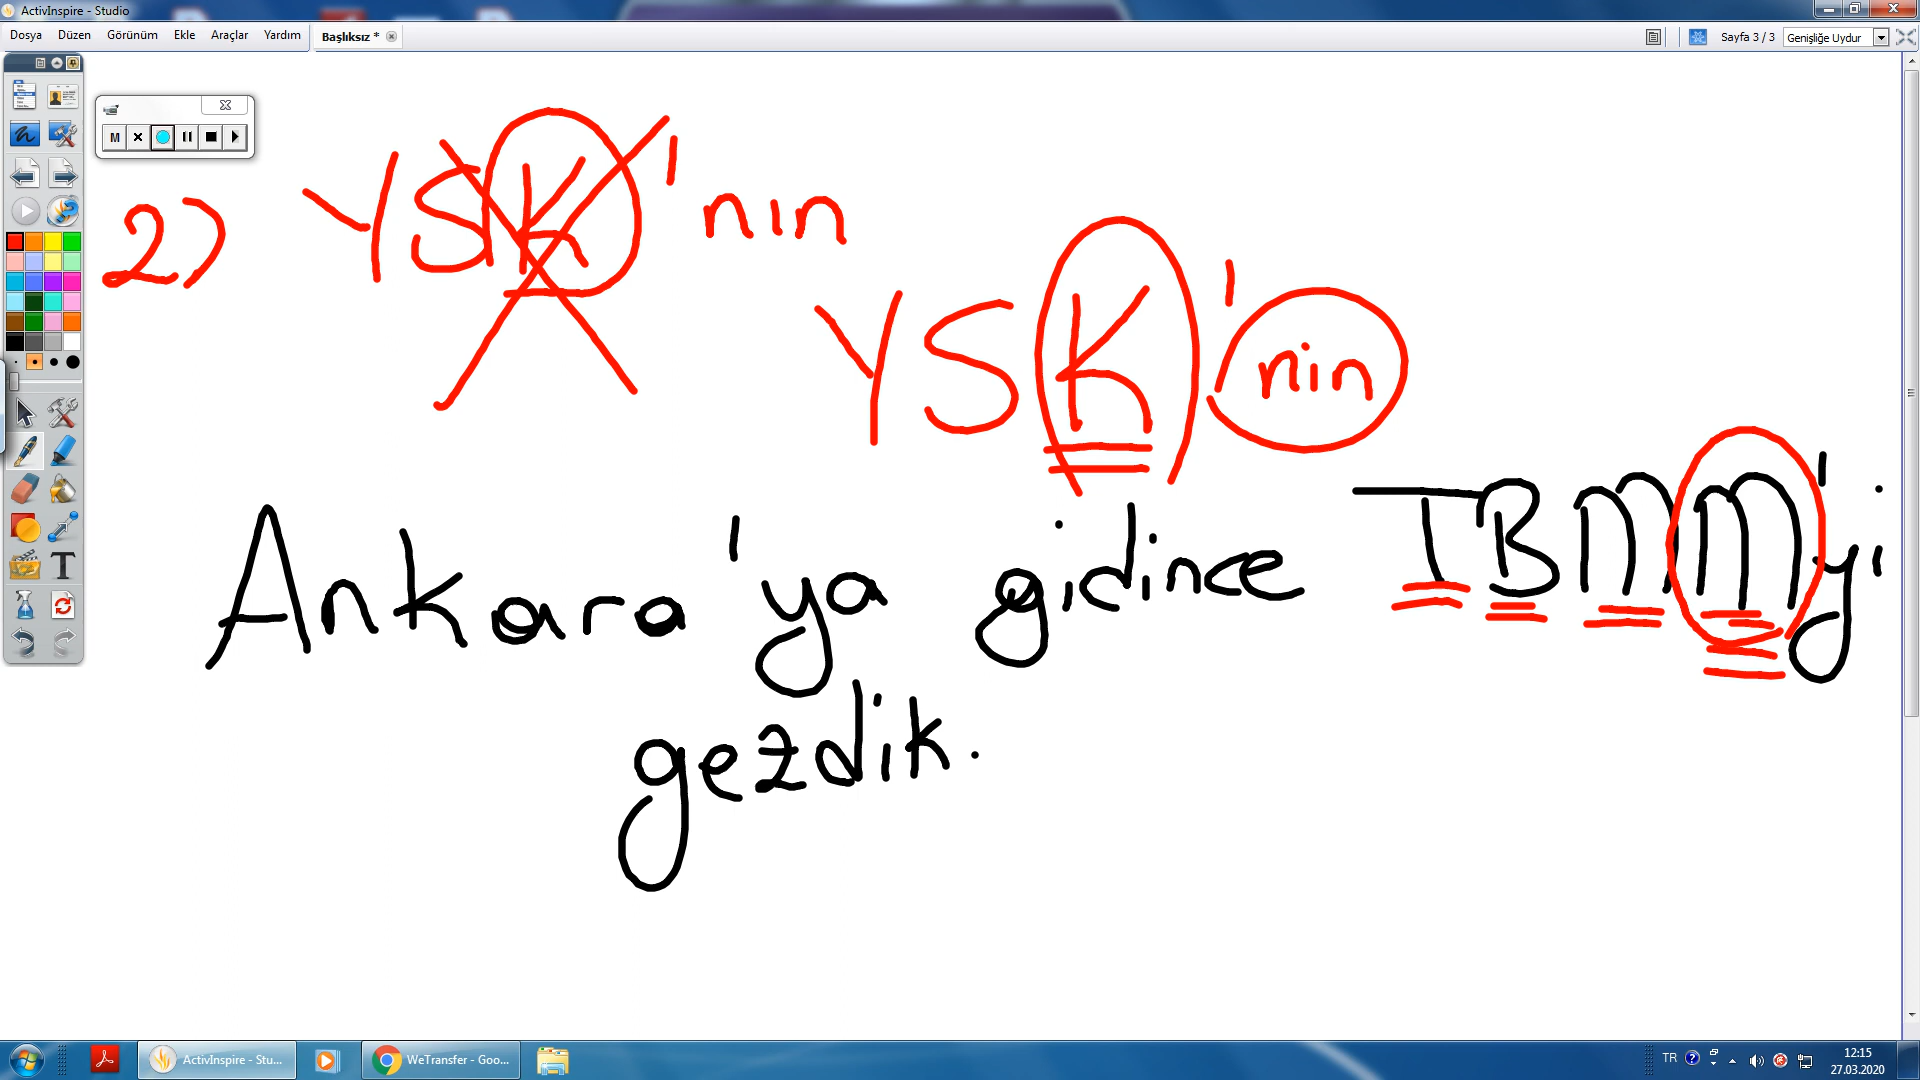 ActivInspire - Studio
Dosya Düzen Görünüm Ekle Araçlar Yardım Başlıksız * Sayfa 3 / 3 Genişliğe Uydur
M
2) YSK'nın
YSK'nin
Ankara'ya gidince TBMM'yi
gezdik.
ActivInspire - Stu... WeTransfer - Goo... TR 12:15
27.03.2020